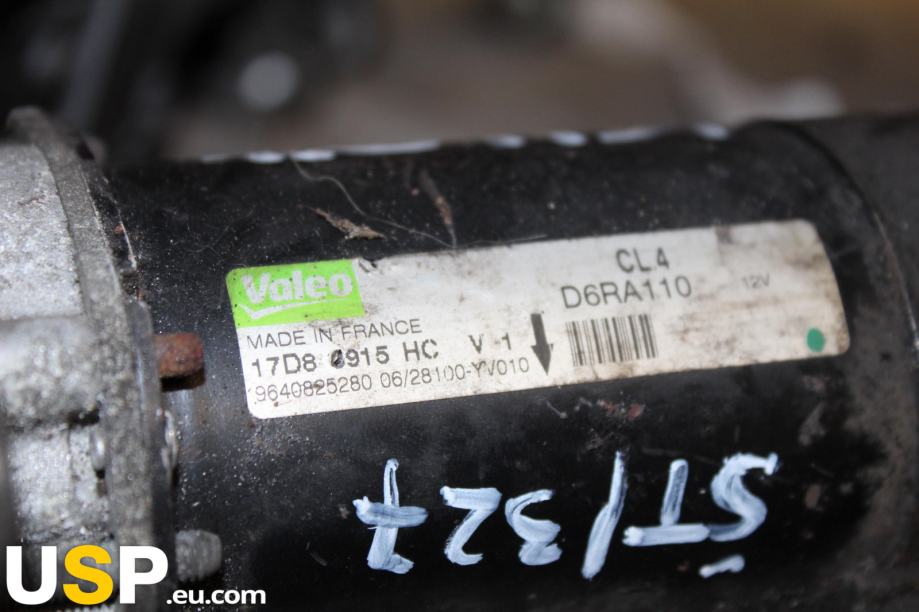 Valeo
CL4
D6RA110 12V
MADE IN FRANCE
17D8 0915 HC V 1
9640825280 06/28100-YV010
ST/327
USP.eu.com